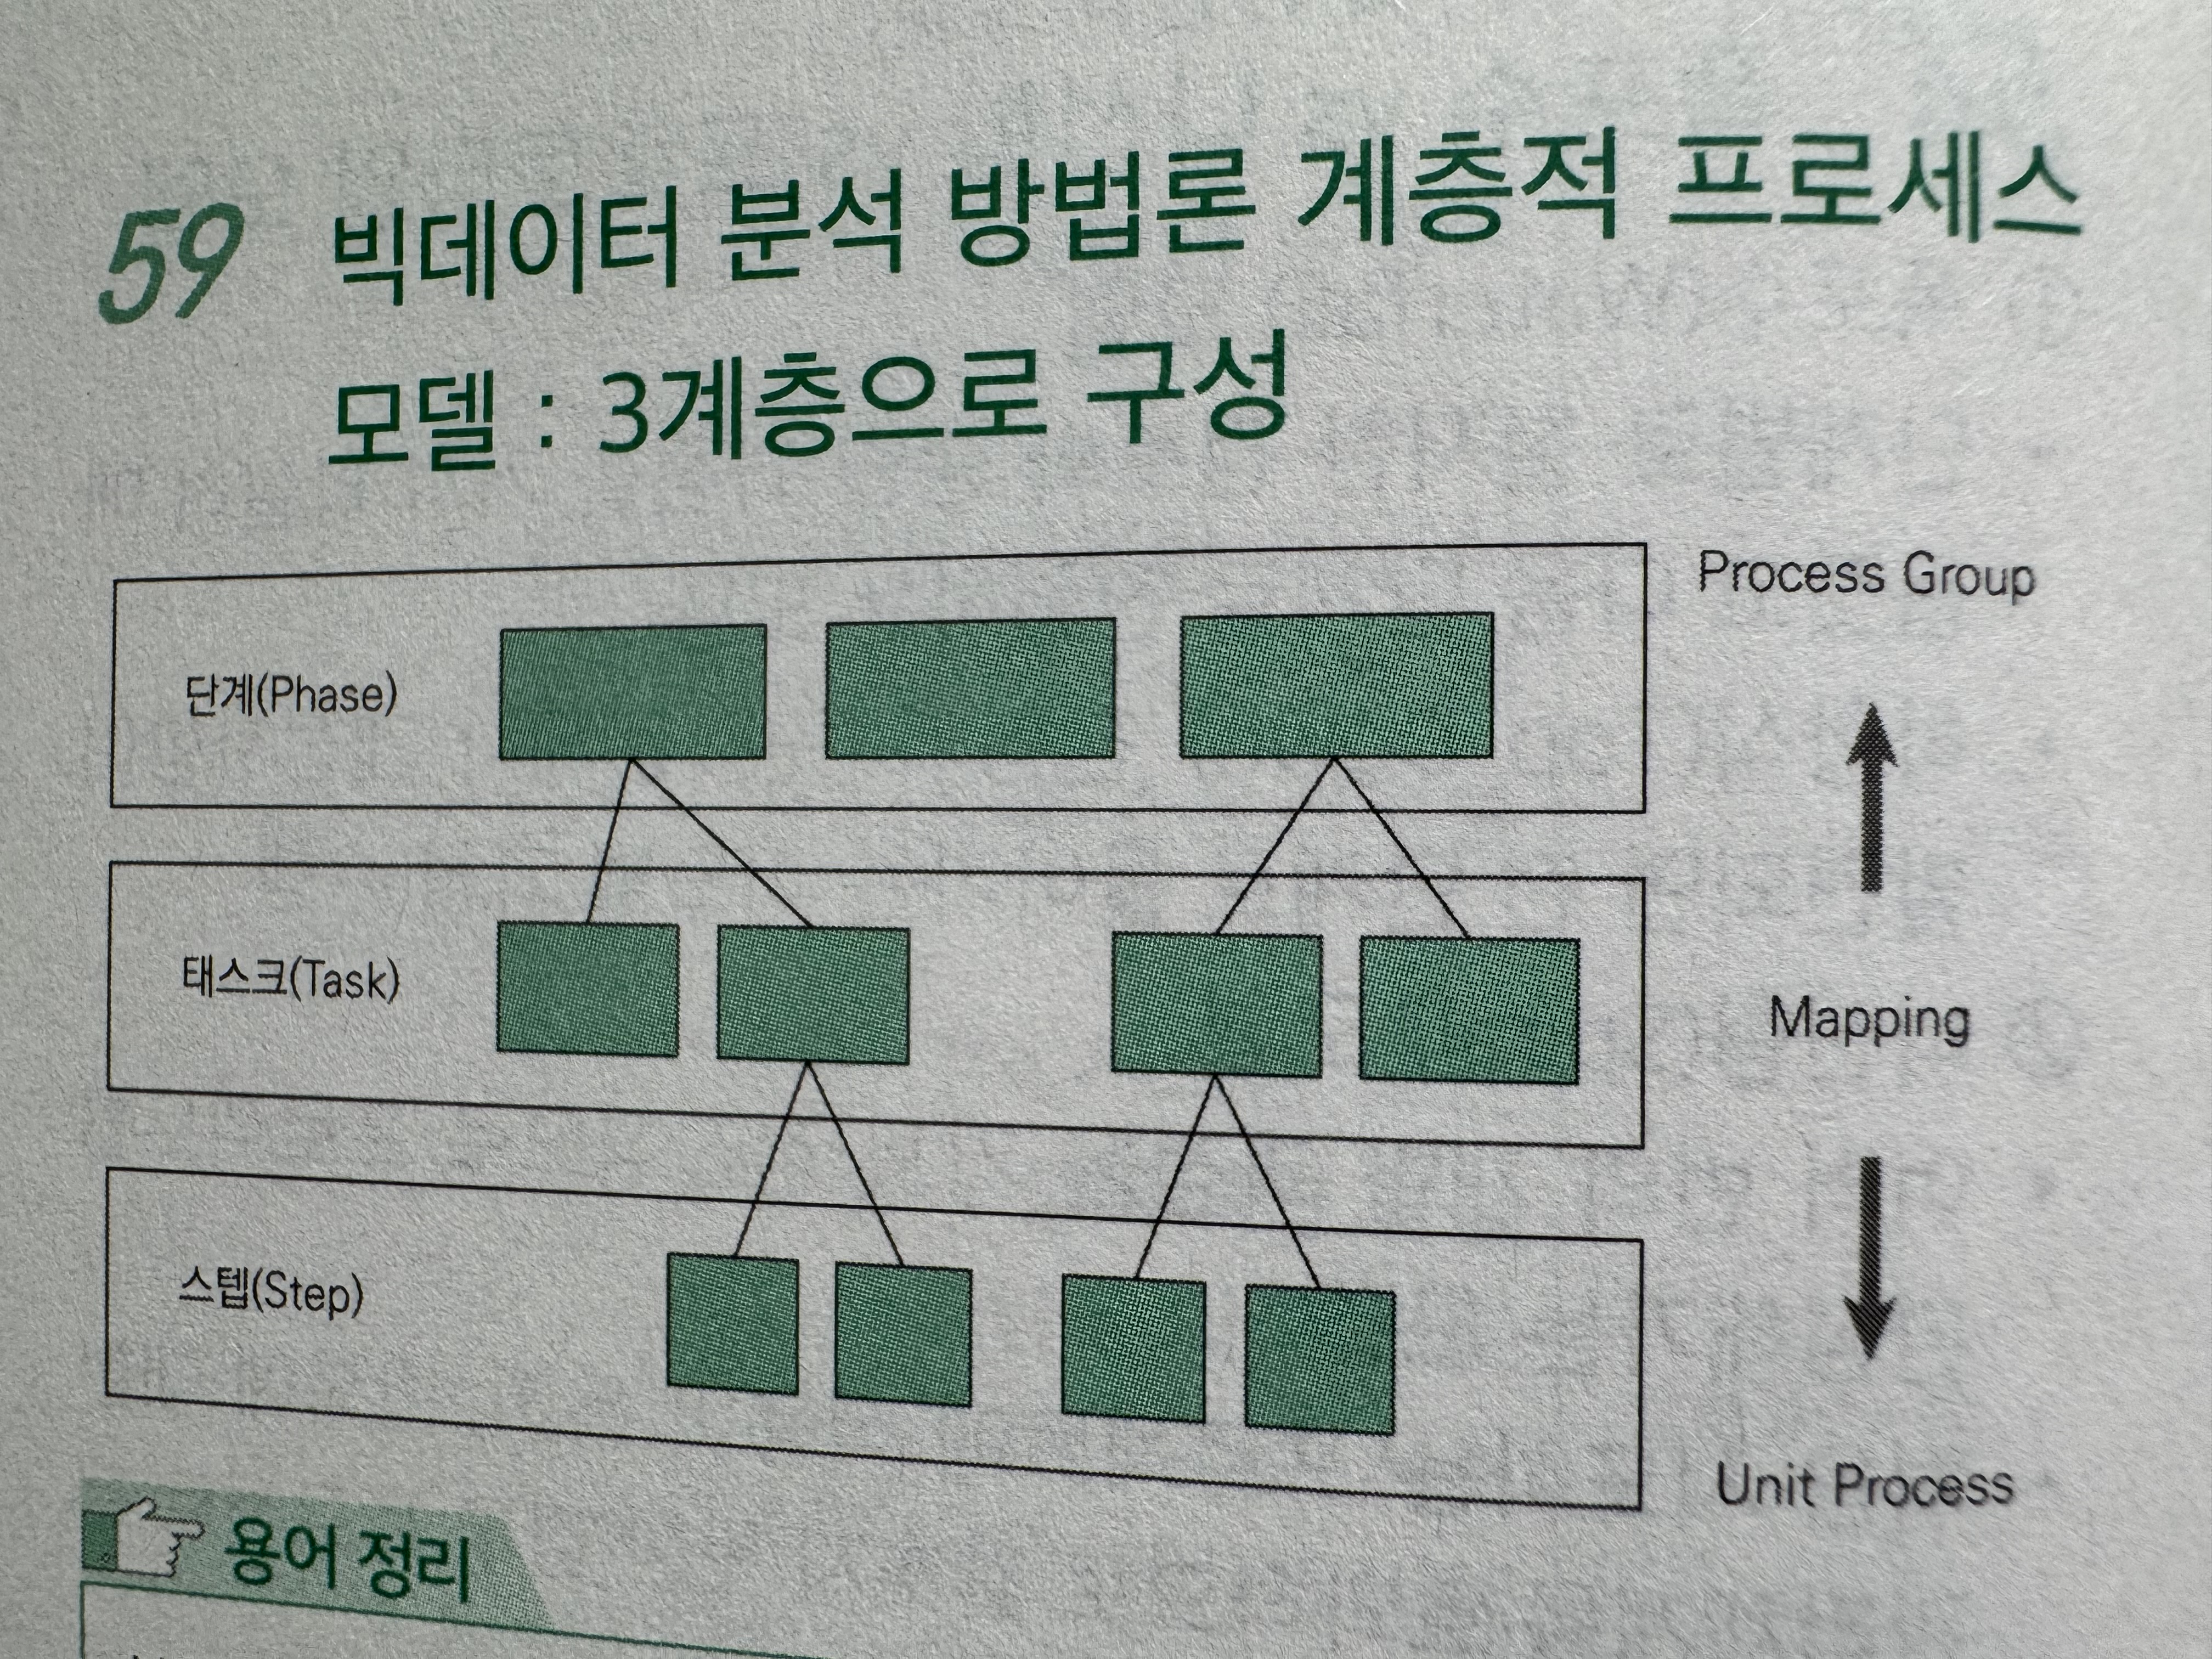 59 빅데이터 분석 방법론 계층적 프로세스
모델 : 3계층으로 구성
Process Group
단계(Phase)
태스크(Task)
Mapping
스텝(Step)
Unit Process
용어 정리